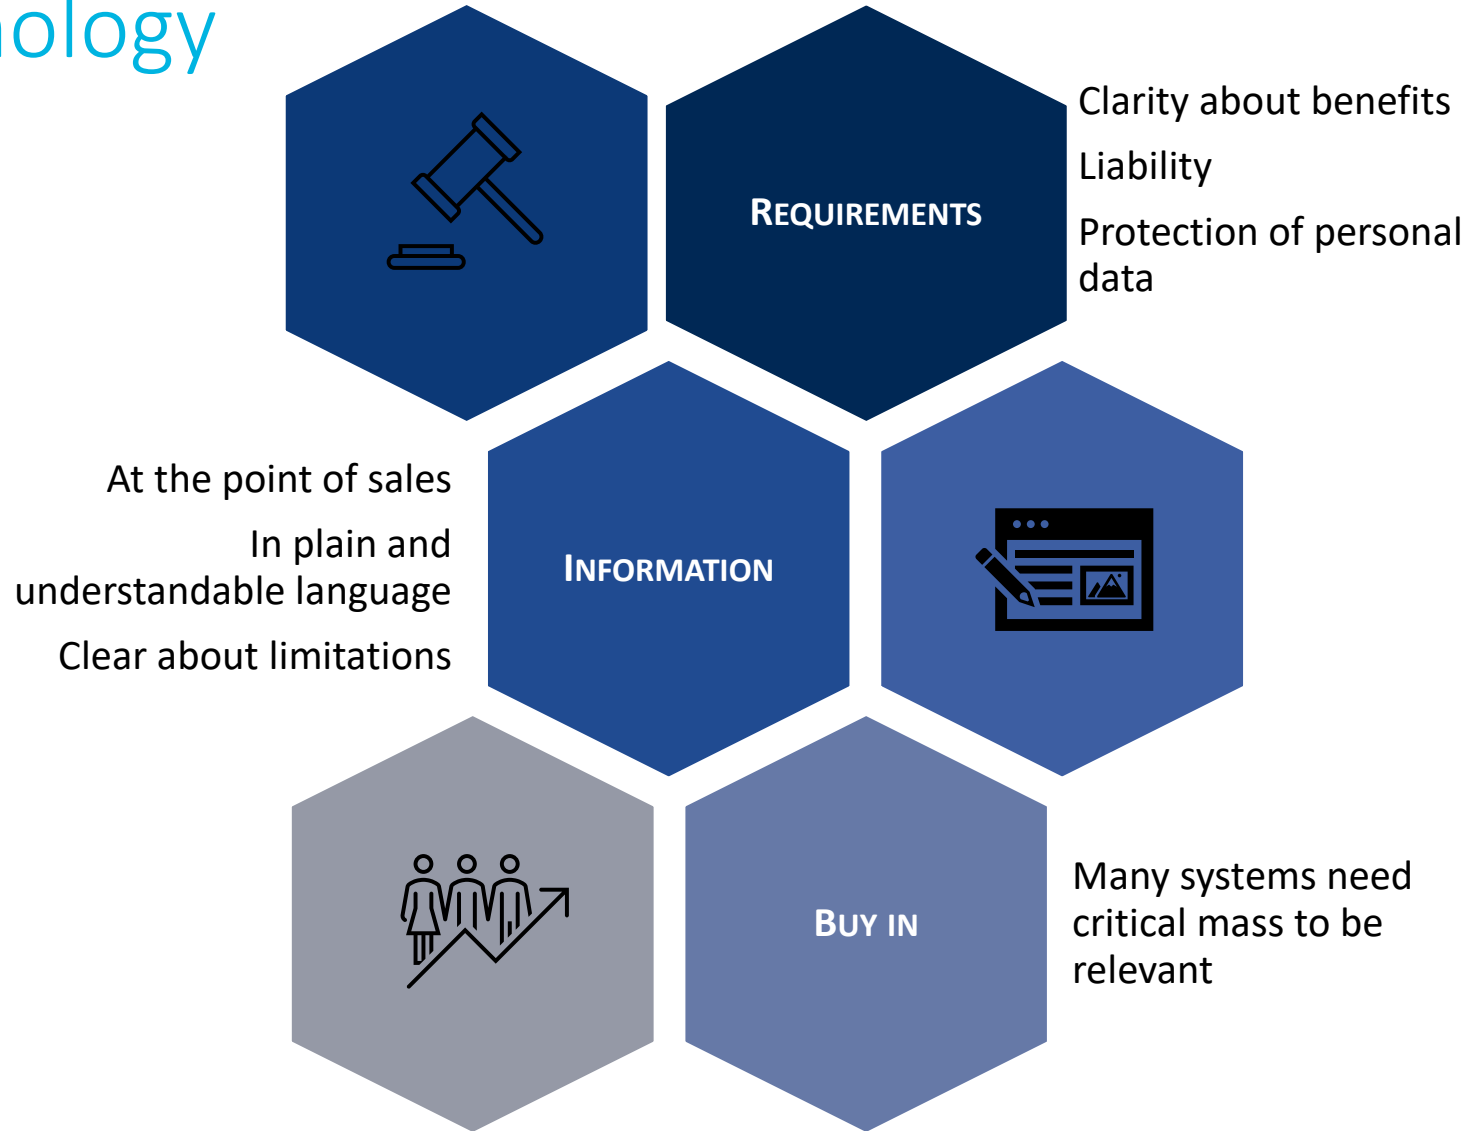 nology
REQUIREMENTS
Clarity about benefits
Liability
Protection of personal
data
At the point of sales
In plain and
understandable language
Clear about limitations
INFORMATION
BUY IN
Many systems need
critical mass to be
relevant